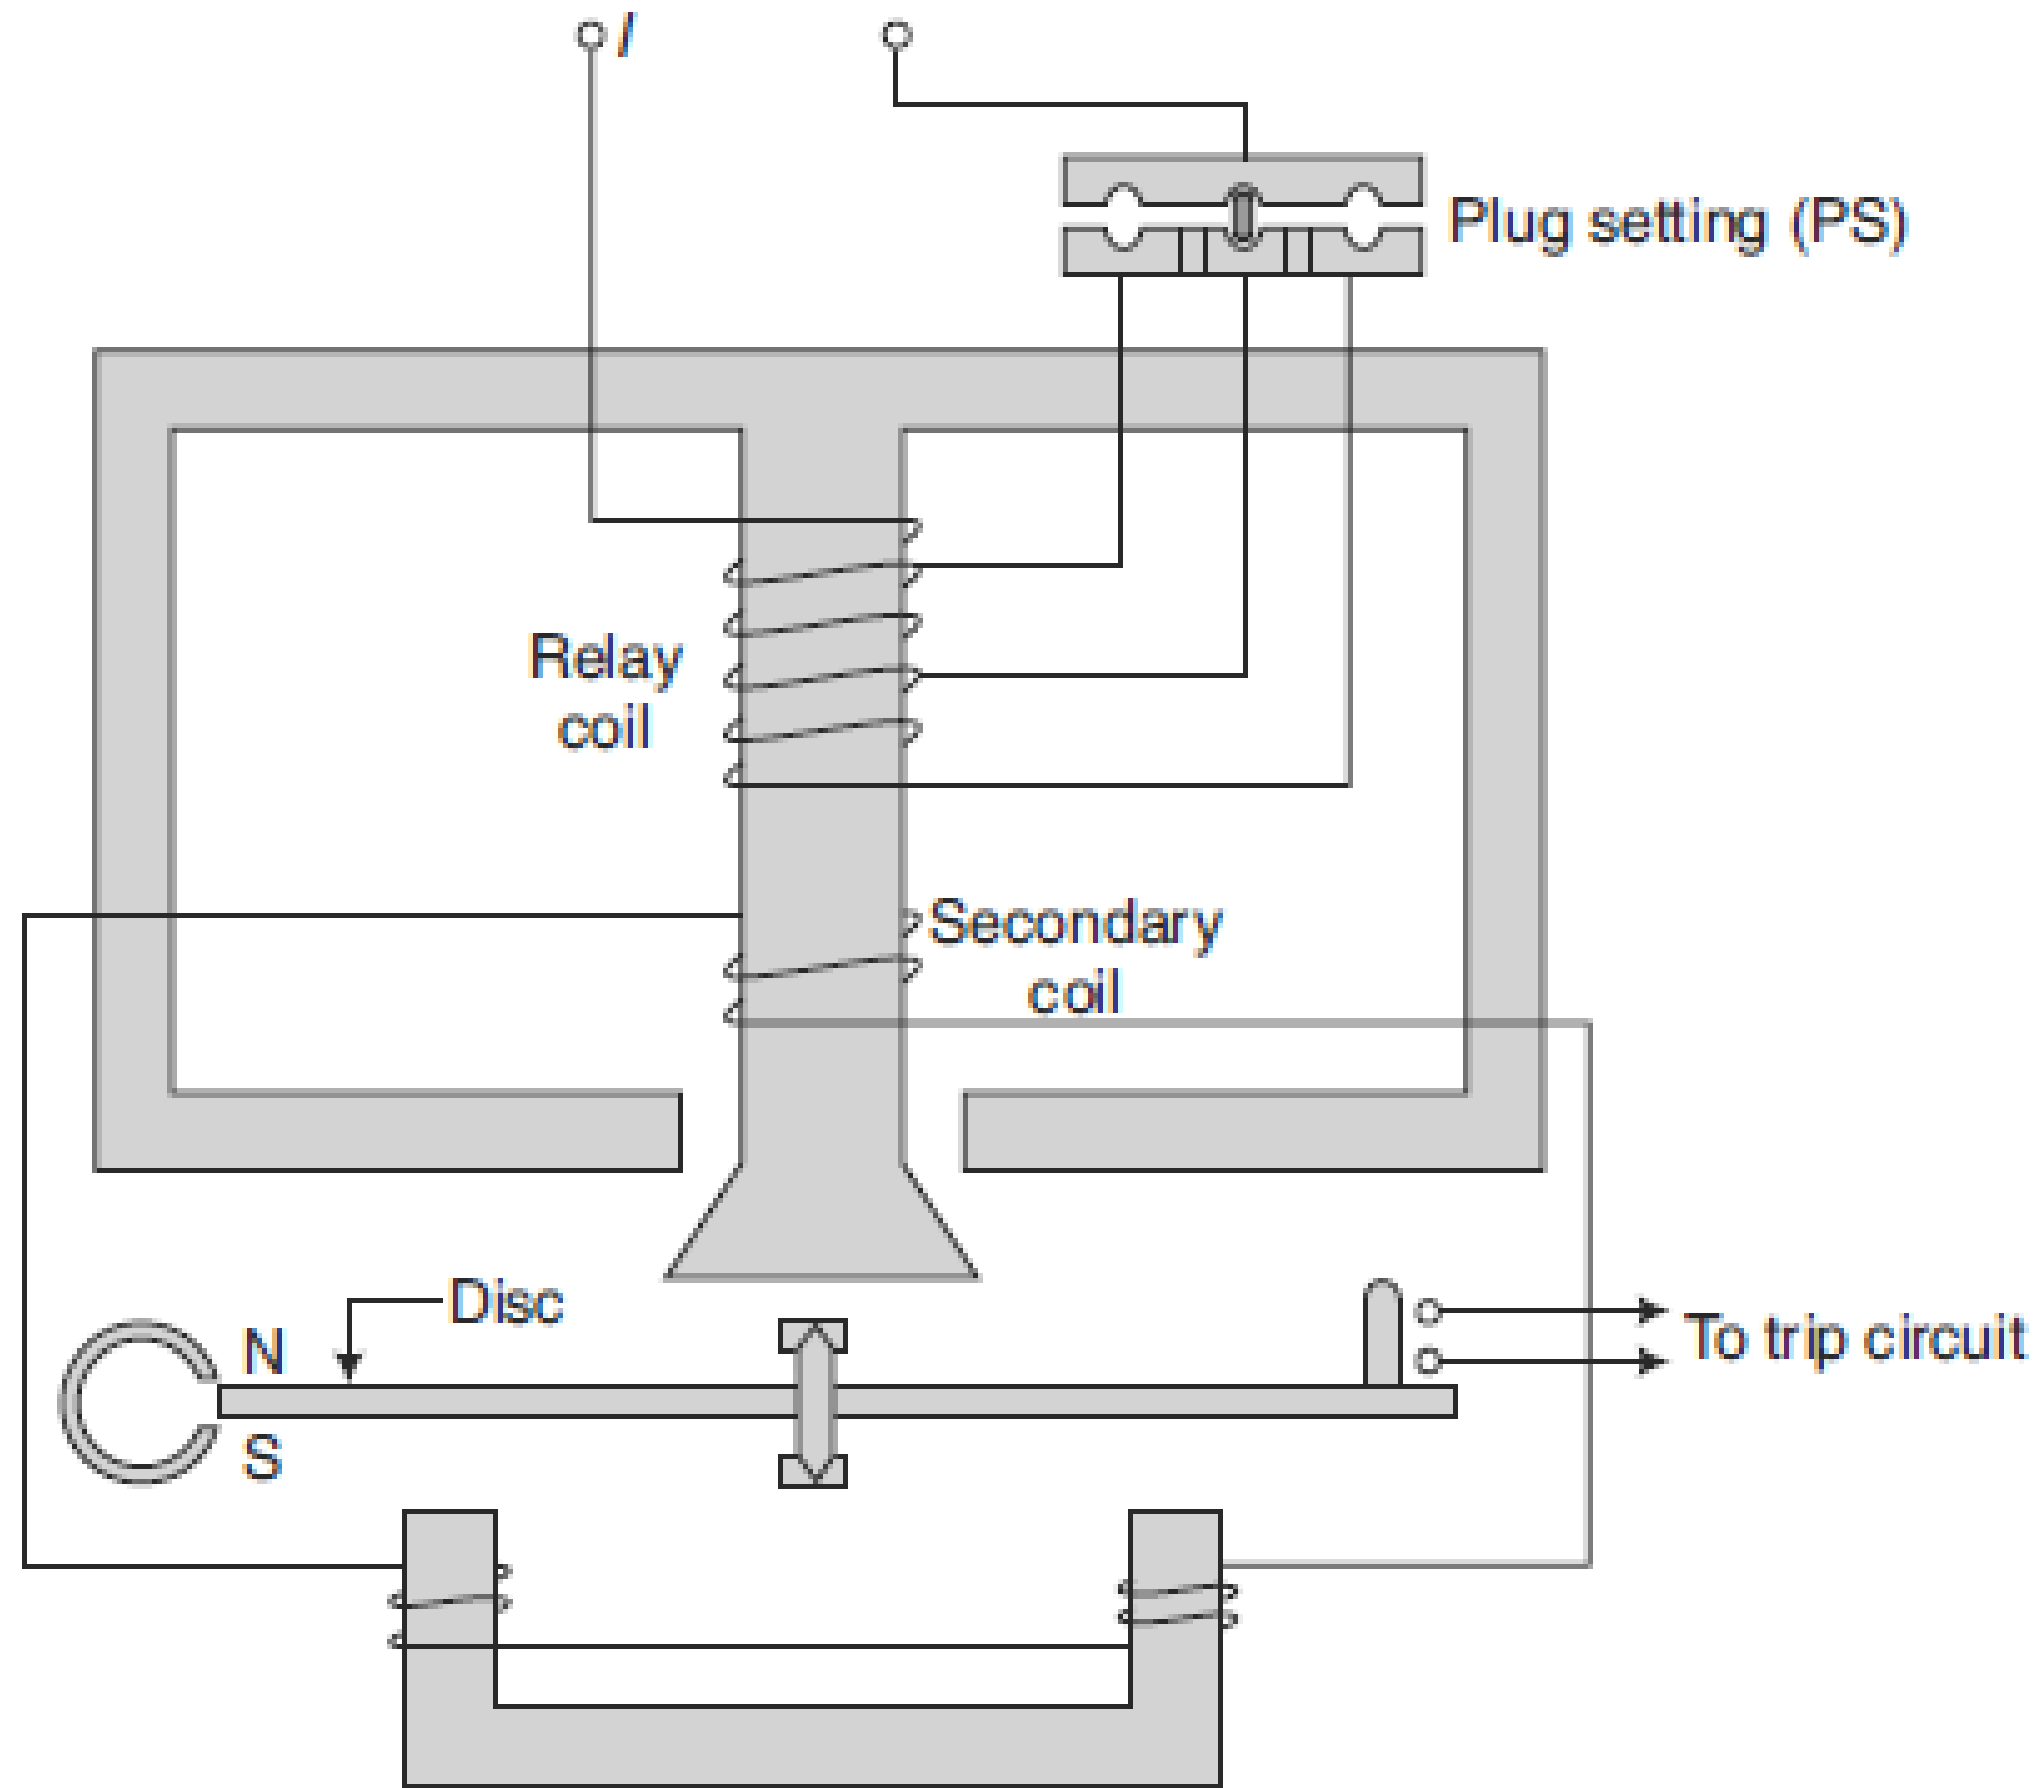 I
Plug setting (PS)
Relay
coil
Secondary
coil
Disc
N
To trip circuit
S